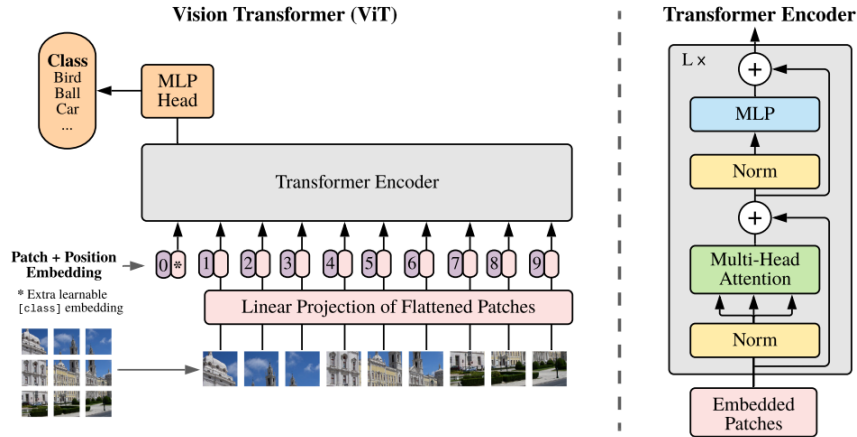 Vision Transformer (ViT)
Class
Bird
Ball
Car
...
MLP
Head
Transformer Encoder
Patch + Position
Embedding
0 * 1 2 3 4 5 6 7 8 9
* Extra learnable
[class] embedding
Linear Projection of Flattened Patches
Transformer Encoder
L ×
+
MLP
Norm
+
Multi-Head
Attention
Norm
Embedded
Patches